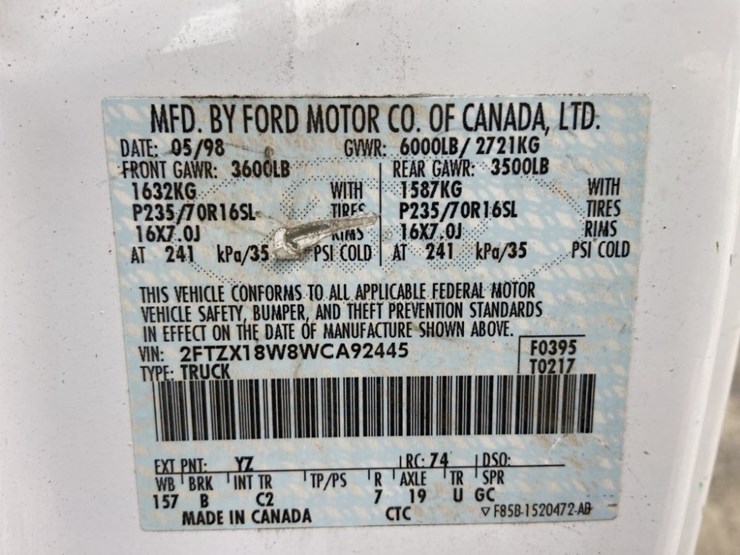 MFD. BY FORD MOTOR CO. OF CANADA, LTD.
DATE: 05/98 GVWR: 6000LB/ 2721KG
FRONT GAWR: 3600LB REAR GAWR: 3500LB
1632KG WITH 1587KG WITH
P235/70R16SL TIRES P235/70R16SL TIRES
16X7.0J RIMS 16X7.0J RIMS
AT 241 kPa/35 PSI COLD AT 241 kPa/35 PSI COLD
THIS VEHICLE CONFORMS TO ALL APPLICABLE FEDERAL MOTOR
VEHICLE SAFETY, BUMPER, AND THEFT PREVENTION STANDARDS
IN EFFECT ON THE DATE OF MANUFACTURE SHOWN ABOVE.
VIN: 2FTZX18W8WCA92445 F0395
TYPE: TRUCK T0217
EXT PNT: YZ RC: 74 DSO:
WB BRK INT TR TP/PS R AXLE TR SPR
157 B C2 7 19 U GC
MADE IN CANADA CTC ▽ F85B-1520472-AB